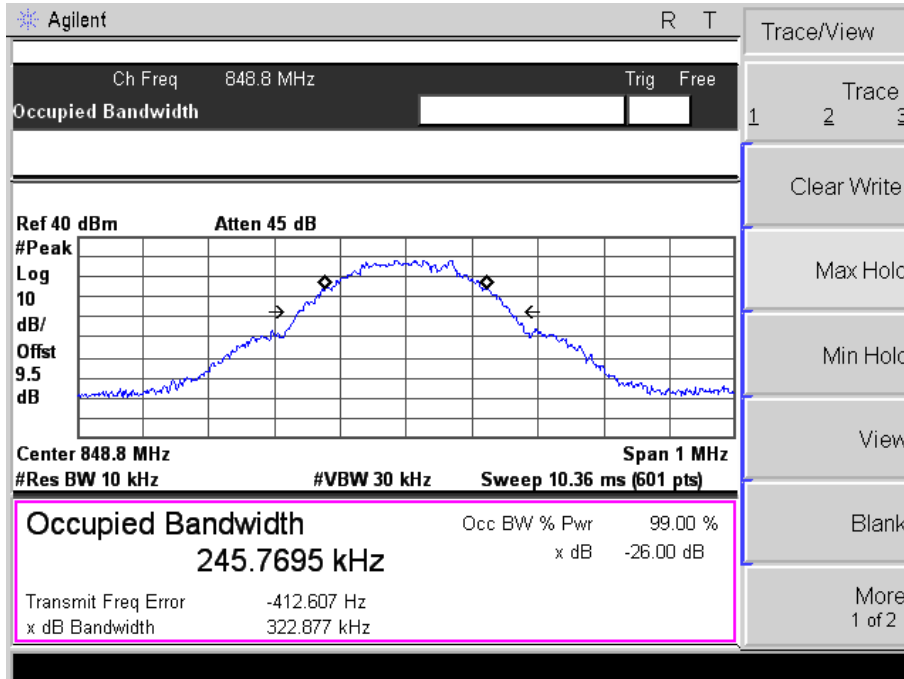 Agilent R T
Trace/View
Ch Freq 848.8 MHz Trig Free
Occupied Bandwidth
Trace
1 2 3
Clear Write
Max Hold
Min Hold
View
Blank
More
1 of 2
Ref 40 dBm Atten 45 dB
#Peak
Log
10
dB/
Offst
9.5
dB
Center 848.8 MHz Span 1 MHz
#Res BW 10 kHz #VBW 30 kHz Sweep 10.36 ms (601 pts)
Occupied Bandwidth Occ BW % Pwr 99.00 %
245.7695 kHz x dB -26.00 dB
Transmit Freq Error -412.607 Hz
x dB Bandwidth 322.877 kHz